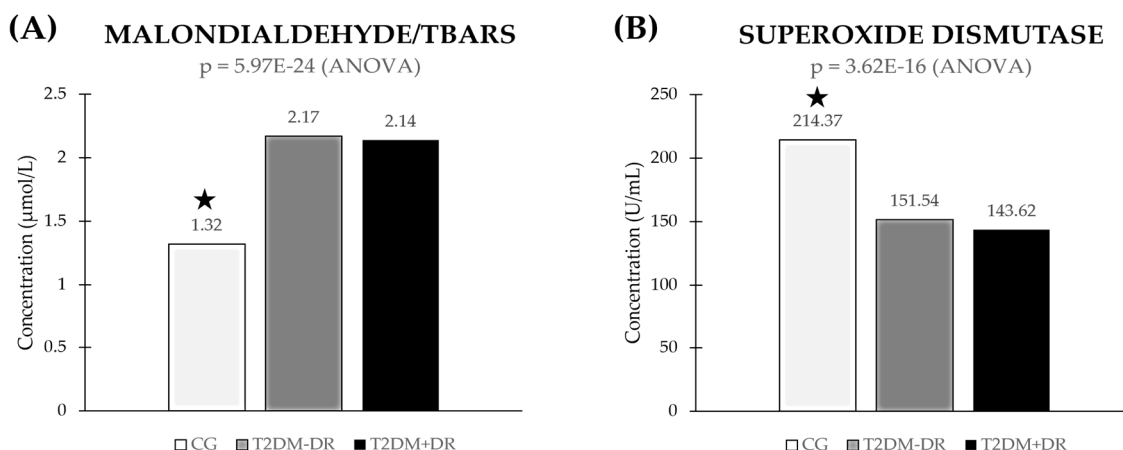 (A) MALONDIALDEHYDE/TBARS
p = 5.97E-24 (ANOVA)
Concentration (µmol/L)
2.5
2
1.5
1
0.5
0
1.32
2.17
2.14
CG T2DM-DR T2DM+DR
(B) SUPEROXIDE DISMUTASE
p = 3.62E-16 (ANOVA)
Concentration (U/mL)
250
200
150
100
50
0
214.37
151.54
143.62
CG T2DM-DR T2DM+DR